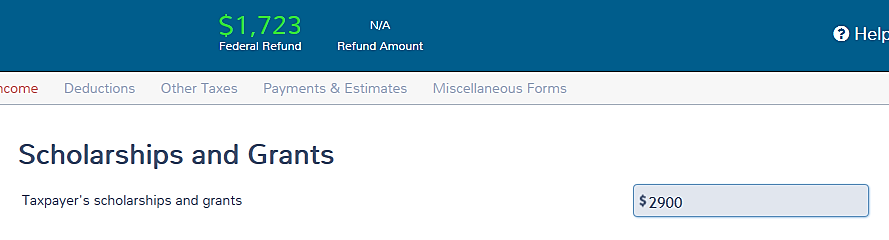 $1,723
Federal Refund
N/A
Refund Amount
? Help
Deductions Other Taxes Payments & Estimates Miscellaneous Forms
Scholarships and Grants
Taxpayer's scholarships and grants
$2900